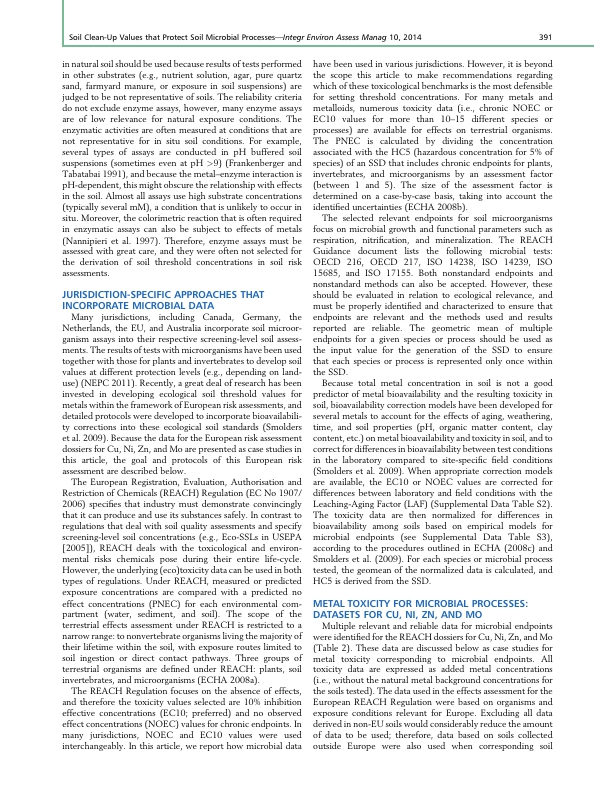 Soil Clean-Up Values that Protect Soil Microbial Processes—Integr Environ Assess Manag 10, 2014
391
in natural soil should be used because results of tests performed
in other substrates (e.g., nutrient solution, agar, pure quartz
sand, farmyard manure, or exposure in soil suspensions) are
judged to be not representative of soils. The reliability criteria
do not exclude enzyme assays, however, many enzyme assays
are of low relevance for natural exposure conditions. The
enzymatic activities are often measured at conditions that are
not representative for in situ soil conditions. For example,
several types of assays are conducted in pH buffered soil
suspensions (sometimes even at pH >9) (Frankenberger and
Tabatabai 1991), and because the metal–enzyme interaction is
pH-dependent, this might obscure the relationship with effects
in the soil. Almost all assays use high substrate concentrations
(typically several mM), a condition that is unlikely to occur in
situ. Moreover, the colorimetric reaction that is often required
in enzymatic assays can also be subject to effects of metals
(Nannipieri et al. 1997). Therefore, enzyme assays must be
assessed with great care, and they were often not selected for
the derivation of soil threshold concentrations in soil risk
assessments.
JURISDICTION-SPECIFIC APPROACHES THAT
INCORPORATE MICROBIAL DATA
Many jurisdictions, including Canada, Germany, the
Netherlands, the EU, and Australia incorporate soil microor-
ganism assays into their respective screening-level soil assess-
ments. The results of tests with microorganisms have been used
together with those for plants and invertebrates to develop soil
values at different protection levels (e.g., depending on land-
use) (NEPC 2011). Recently, a great deal of research has been
invested in developing ecological soil threshold values for
metals within the framework of European risk assessments, and
detailed protocols were developed to incorporate bioavailabili-
ty corrections into these ecological soil standards (Smolders
et al. 2009). Because the data for the European risk assessment
dossiers for Cu, Ni, Zn, and Mo are presented as case studies in
this article, the goal and protocols of this European risk
assessment are described below.
The European Registration, Evaluation, Authorisation and
Restriction of Chemicals (REACH) Regulation (EC No 1907/
2006) specifies that industry must demonstrate convincingly
that it can produce and use its substances safely. In contrast to
regulations that deal with soil quality assessments and specify
screening-level soil concentrations (e.g., Eco-SSLs in USEPA
[2005]), REACH deals with the toxicological and environ-
mental risks chemicals pose during their entire life-cycle.
However, the underlying (eco)toxicity data can be used in both
types of regulations. Under REACH, measured or predicted
exposure concentrations are compared with a predicted no
effect concentrations (PNEC) for each environmental com-
partment (water, sediment, and soil). The scope of the
terrestrial effects assessment under REACH is restricted to a
narrow range: to nonvertebrate organisms living the majority of
their lifetime within the soil, with exposure routes limited to
soil ingestion or direct contact pathways. Three groups of
terrestrial organisms are defined under REACH: plants, soil
invertebrates, and microorganisms (ECHA 2008a).
The REACH Regulation focuses on the absence of effects,
and therefore the toxicity values selected are 10% inhibition
effective concentrations (EC10; preferred) and no observed
effect concentrations (NOEC) values for chronic endpoints. In
many jurisdictions, NOEC and EC10 values were used
interchangeably. In this article, we report how microbial data
have been used in various jurisdictions. However, it is beyond
the scope this article to make recommendations regarding
which of these toxicological benchmarks is the most defensible
for setting threshold concentrations. For many metals and
metalloids, numerous toxicity data (i.e., chronic NOEC or
EC10 values for more than 10–15 different species or
processes) are available for effects on terrestrial organisms.
The PNEC is calculated by dividing the concentration
associated with the HC5 (hazardous concentration for 5% of
species) of an SSD that includes chronic endpoints for plants,
invertebrates, and microorganisms by an assessment factor
(between 1 and 5). The size of the assessment factor is
determined on a case-by-case basis, taking into account the
identified uncertainties (ECHA 2008b).
The selected relevant endpoints for soil microorganisms
focus on microbial growth and functional parameters such as
respiration, nitrification, and mineralization. The REACH
Guidance document lists the following microbial tests:
OECD 216, OECD 217, ISO 14238, ISO 14239, ISO
15685, and ISO 17155. Both nonstandard endpoints and
nonstandard methods can also be accepted. However, these
should be evaluated in relation to ecological relevance, and
must be properly identified and characterized to ensure that
endpoints are relevant and the methods used and results
reported are reliable. The geometric mean of multiple
endpoints for a given species or process should be used as
the input value for the generation of the SSD to ensure
that each species or process is represented only once within
the SSD.
Because total metal concentration in soil is not a good
predictor of metal bioavailability and the resulting toxicity in
soil, bioavailability correction models have been developed for
several metals to account for the effects of aging, weathering,
time, and soil properties (pH, organic matter content, clay
content, etc.) on metal bioavailability and toxicity in soil, and to
correct for differences in bioavailability between test conditions
in the laboratory compared to site-specific field conditions
(Smolders et al. 2009). When appropriate correction models
are available, the EC10 or NOEC values are corrected for
differences between laboratory and field conditions with the
Leaching-Aging Factor (LAF) (Supplemental Data Table S2).
The toxicity data are then normalized for differences in
bioavailability among soils based on empirical models for
microbial endpoints (see Supplemental Data Table S3),
according to the procedures outlined in ECHA (2008c) and
Smolders et al. (2009). For each species or microbial process
tested, the geomean of the normalized data is calculated, and
HC5 is derived from the SSD.
METAL TOXICITY FOR MICROBIAL PROCESSES:
DATASETS FOR CU, NI, ZN, AND MO
Multiple relevant and reliable data for microbial endpoints
were identified for the REACH dossiers for Cu, Ni, Zn, and Mo
(Table 2). These data are discussed below as case studies for
metal toxicity corresponding to microbial endpoints. All
toxicity data are expressed as added metal concentrations
(i.e., without the natural metal background concentrations for
the soils tested). The data used in the effects assessment for the
European REACH Regulation were based on organisms and
exposure conditions relevant for Europe. Excluding all data
derived in non-EU soils would considerably reduce the amount
of data to be used; therefore, data based on soils collected
outside Europe were also used when corresponding soil